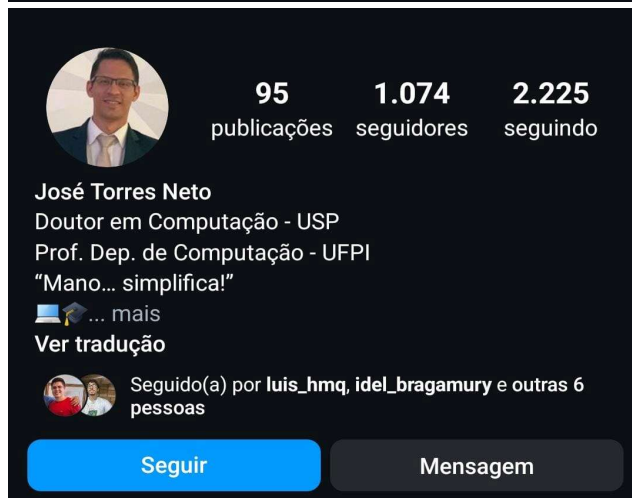 95 1.074 2.225
publicações seguidores seguindo
José Torres Neto
Doutor em Computação - USP
Prof. Dep. de Computação - UFPI
“Mano... simplifica!”
💻🎓... mais
Ver tradução
Seguido(a) por luis_hmq, idel_bragamury e outras 6
pessoas
Seguir Mensagem